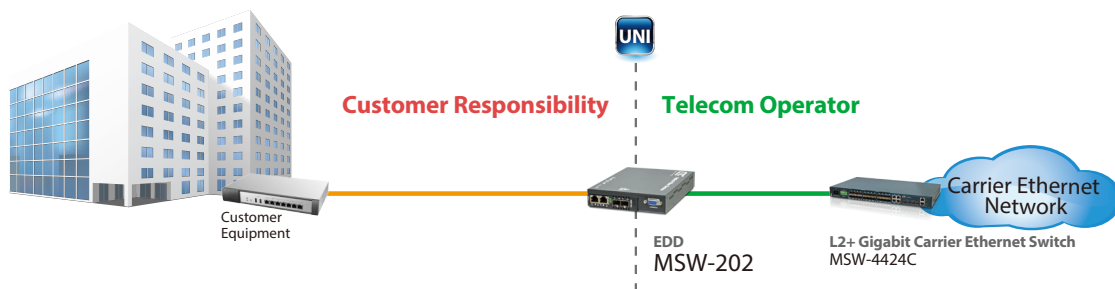 UNI
Customer Responsibility
Telecom Operator
Carrier Ethernet
Network
Customer
Equipment
EDD
MSW-202
L2+ Gigabit Carrier Ethernet Switch
MSW-4424C